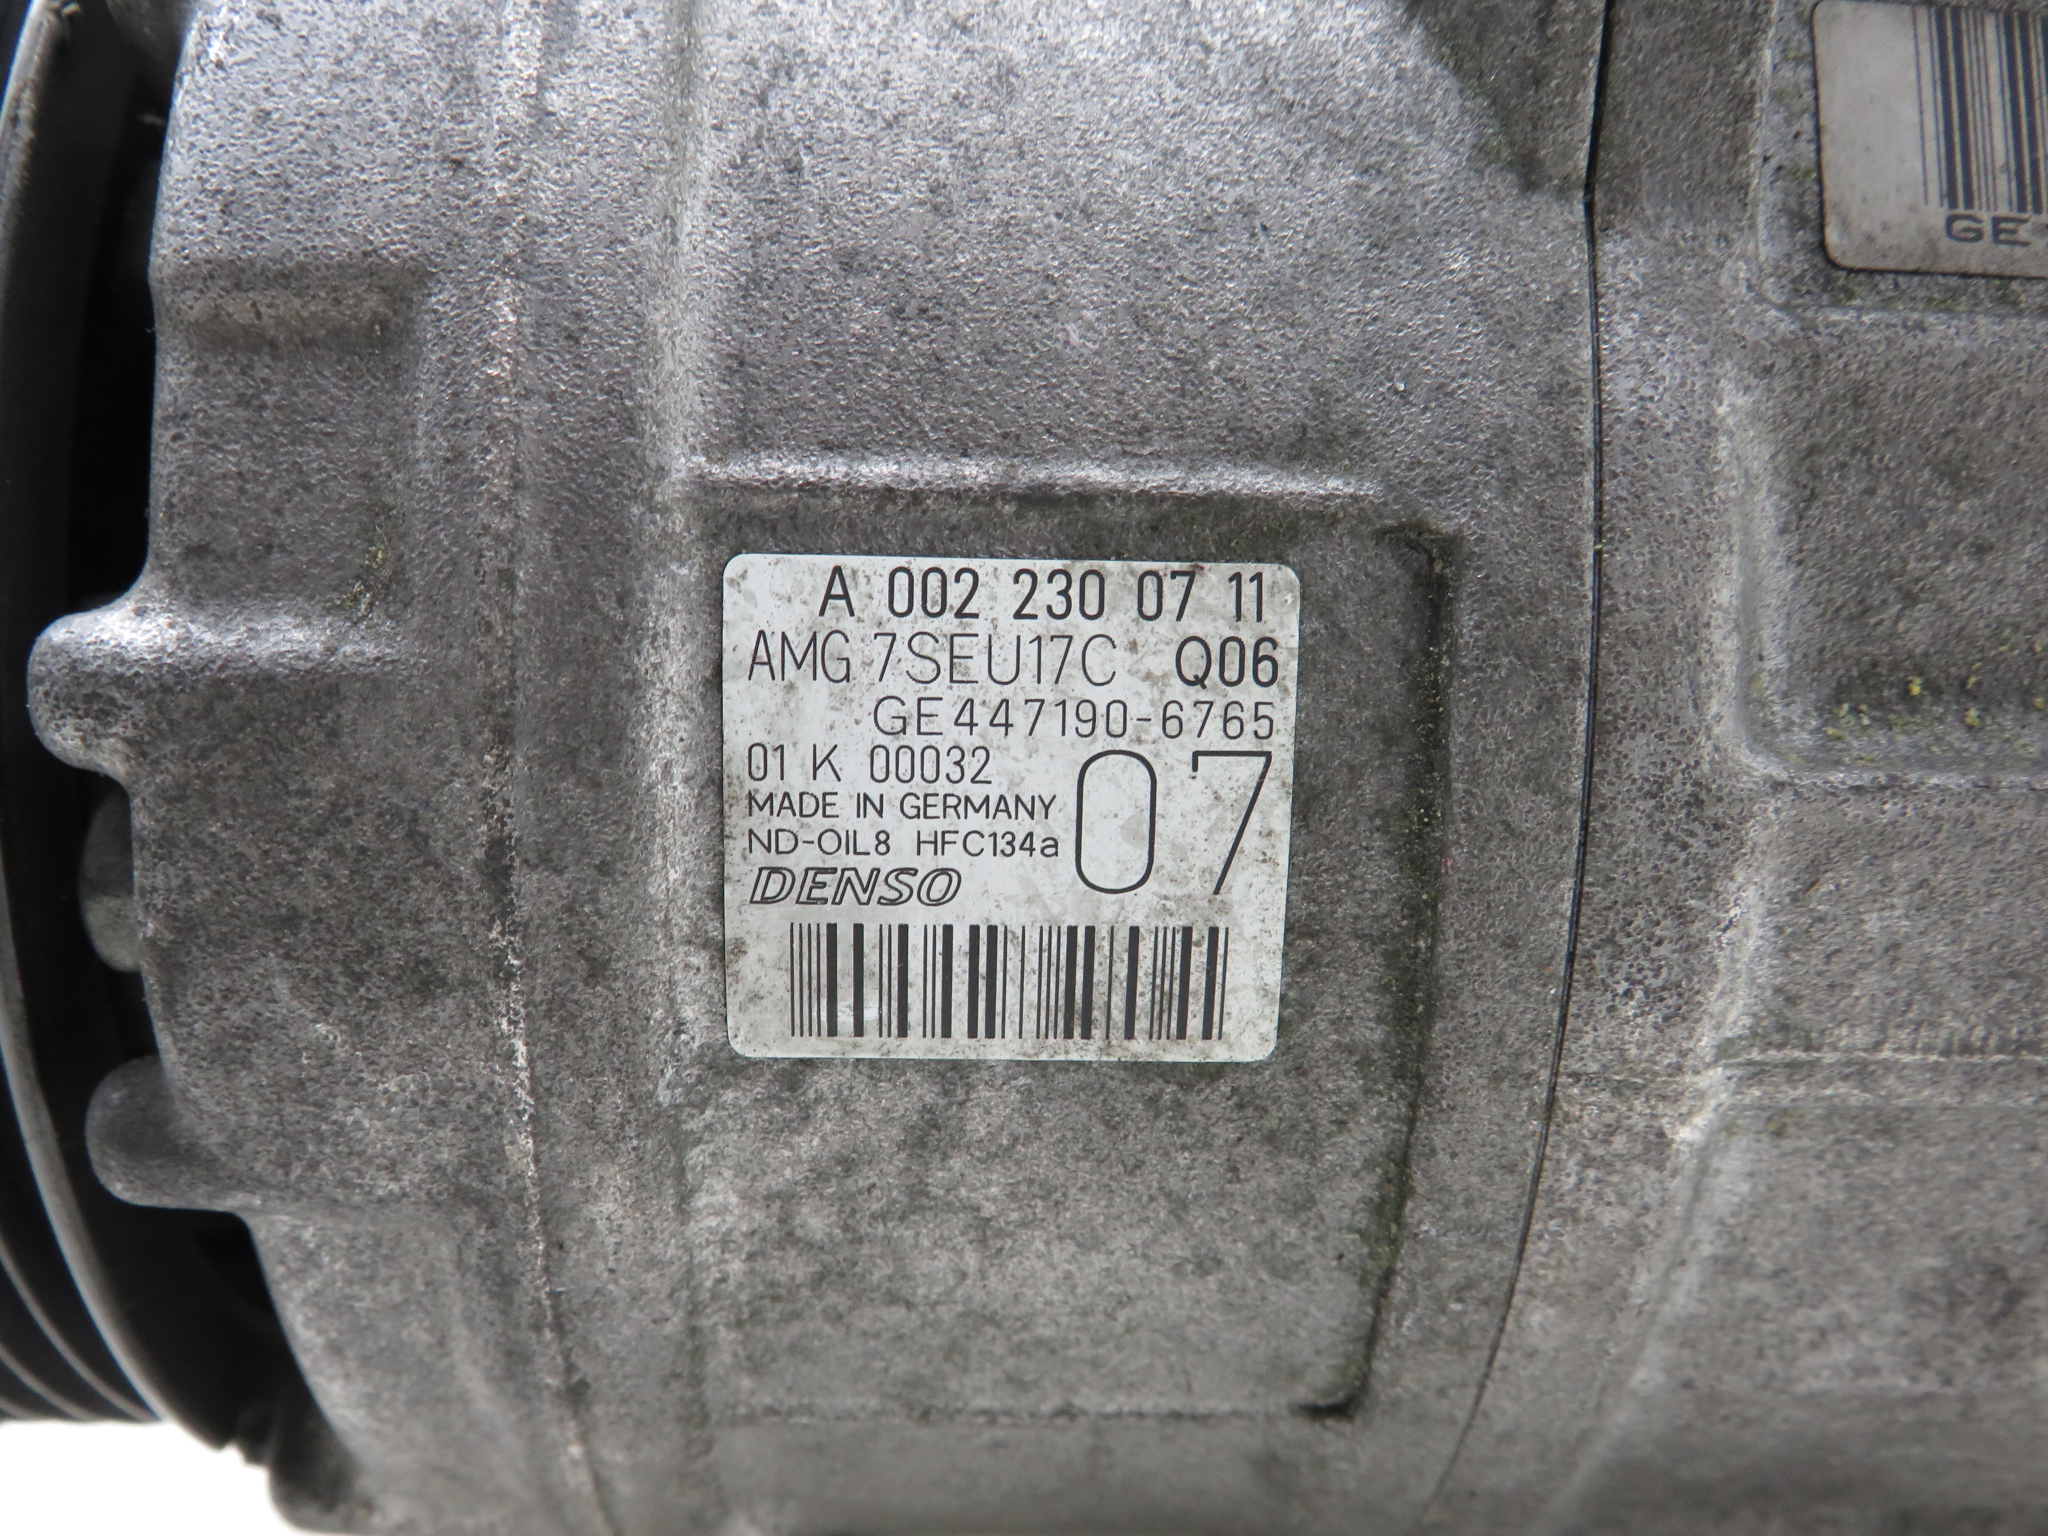 A 002 230 07 11
AMG 7SEU17C Q06
GE447190-6765
01 K 00032
MADE IN GERMANY
ND-OIL8 HFC134a
07
DENSO
GE